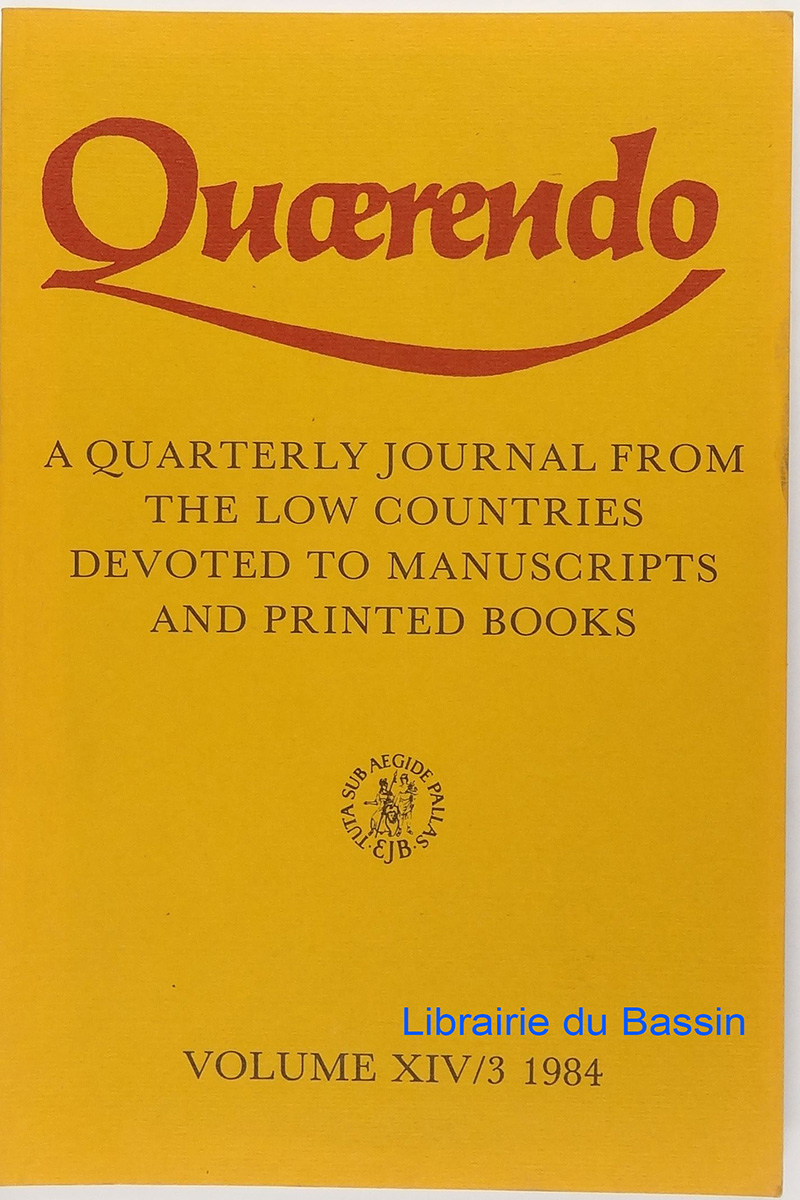 Quærendo
A QUARTERLY JOURNAL FROM
THE LOW COUNTRIES
DEVOTED TO MANUSCRIPTS
AND PRINTED BOOKS
· TUTA SUB AEGIDE PALLAS ·
EJB
Librairie du Bassin
VOLUME XIV/3 1984